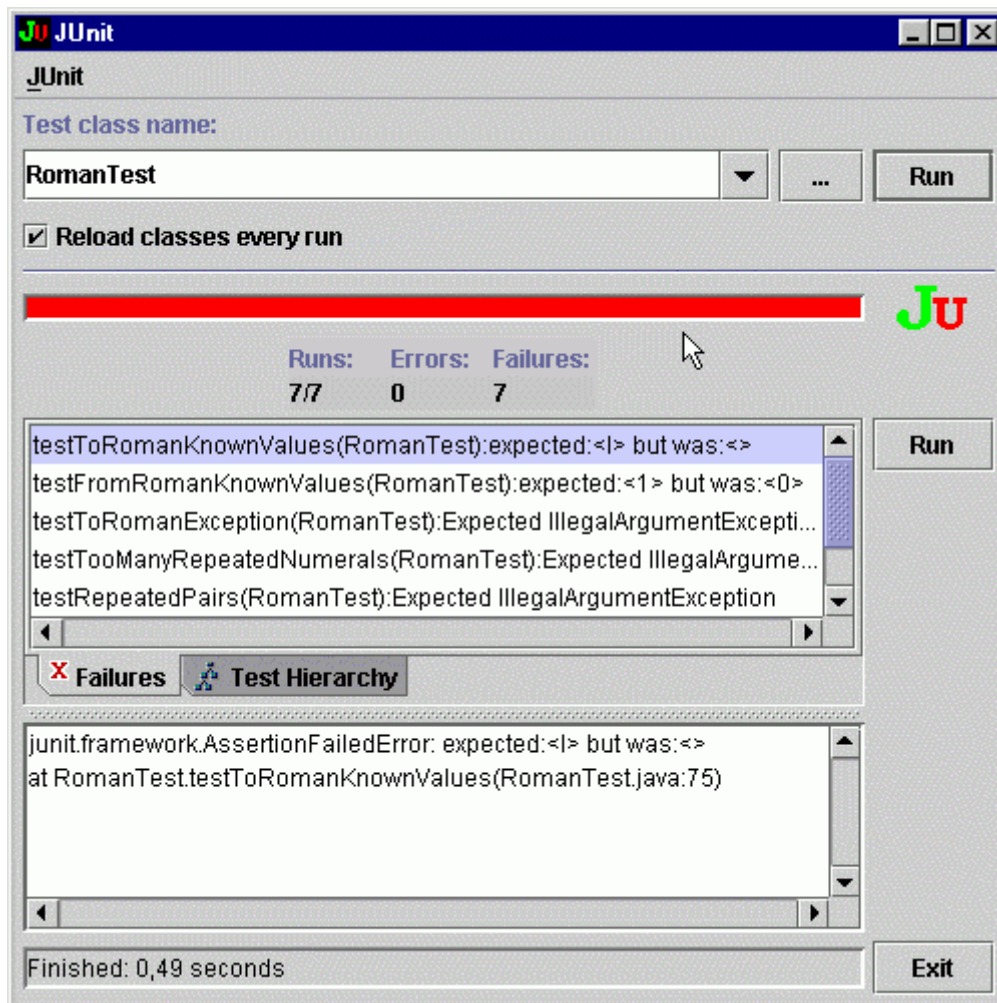 JU JUnit
JUnit
Test class name:
RomanTest ... Run
Reload classes every run
JU
Runs: Errors: Failures:
7/7 0 7
testToRomanKnownValues(RomanTest):expected:<I> but was:<>
Run
testFromRomanKnownValues(RomanTest):expected:<1> but was:<0>
testToRomanException(RomanTest):Expected IllegalArgumentExcepti...
testTooManyRepeatedNumerals(RomanTest):Expected IllegalArgume...
testRepeatedPairs(RomanTest):Expected IllegalArgumentException
X Failures Test Hierarchy
junit.framework.AssertionFailedError: expected:<I> but was:<>
at RomanTest.testToRomanKnownValues(RomanTest.java:75)
Finished: 0,49 seconds Exit